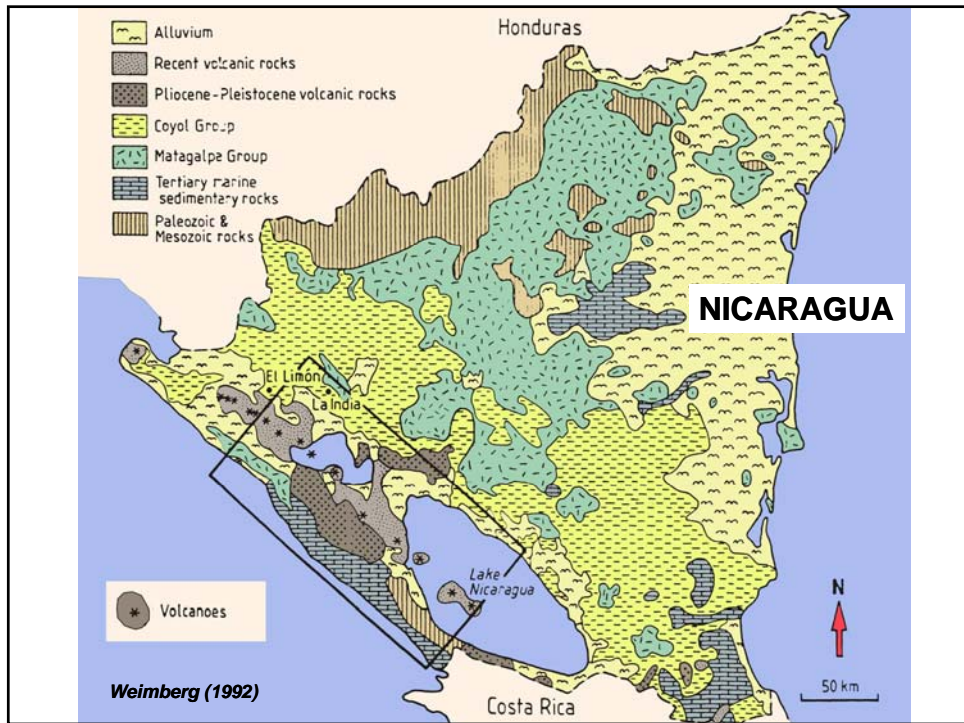 Alluvium
Recent volcanic rocks
Pliocene-Pleistocene volcanic rocks
Coyol Group
Matagalpa Group
Tertiary marine
sedimentary rocks
Paleozoic &
Mesozoic rocks
Honduras
NICARAGUA
El Limón
La India
Lake
Nicaragua
Volcanoes
N
50 km
Weimberg (1992)
Costa Rica